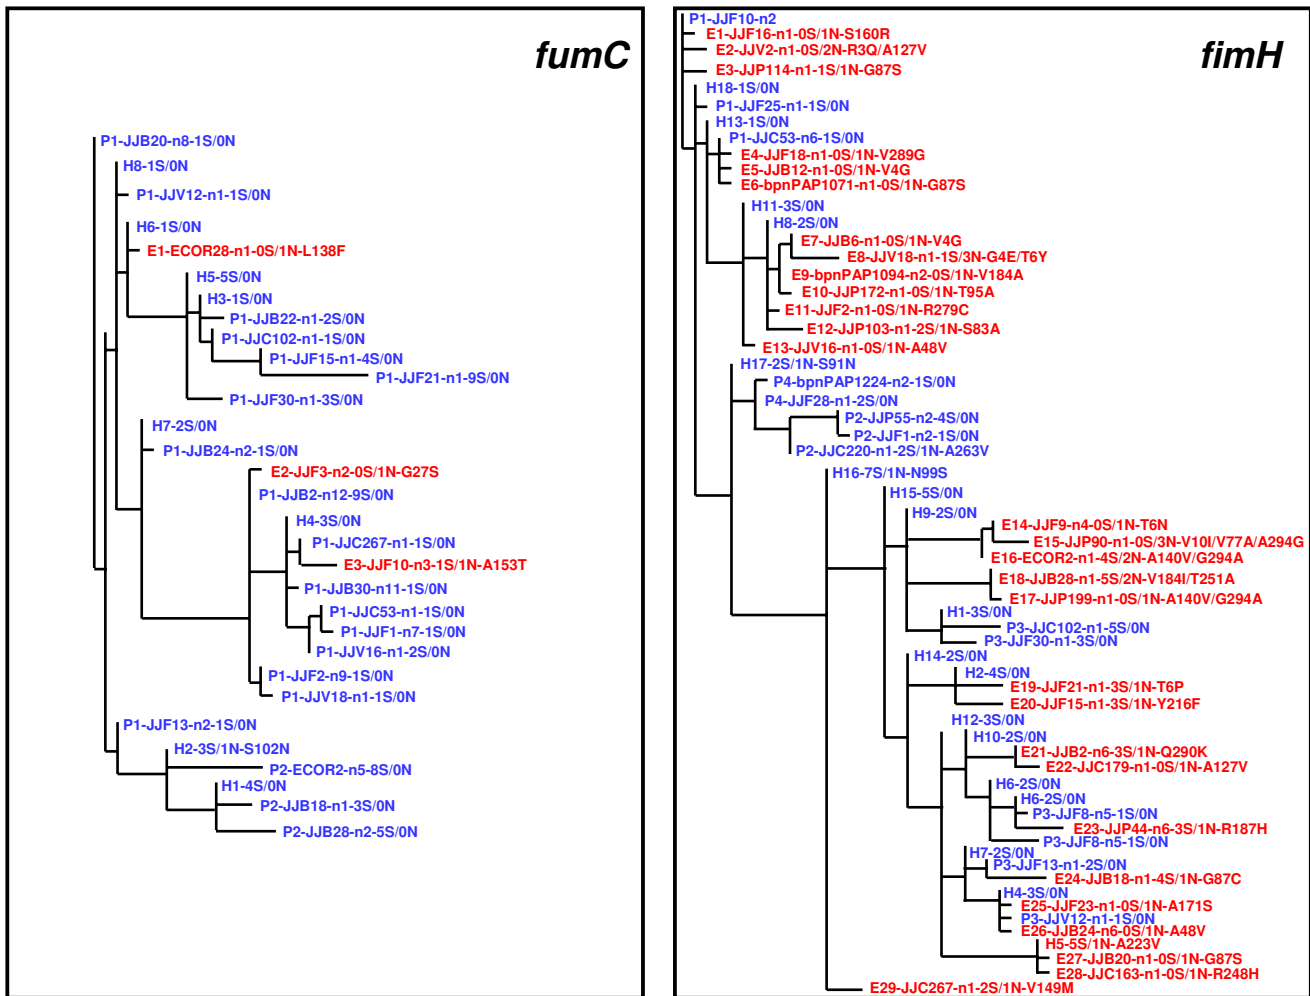 fumC
P1-JJB20-n8-1S/0N
H8-1S/0N
P1-JJV12-n1-1S/0N
H6-1S/0N
E1-ECOR28-n1-0S/1N-L138F
H5-5S/0N
H3-1S/0N
P1-JJB22-n1-2S/0N
P1-JJC102-n1-1S/0N
P1-JJF15-n1-4S/0N
P1-JJF21-n1-9S/0N
P1-JJF30-n1-3S/0N
H7-2S/0N
P1-JJB24-n2-1S/0N
E2-JJF3-n2-0S/1N-G27S
P1-JJB2-n12-9S/0N
H4-3S/0N
P1-JJC267-n1-1S/0N
E3-JJF10-n3-1S/1N-A153T
P1-JJB30-n11-1S/0N
P1-JJC53-n1-1S/0N
P1-JJF1-n7-1S/0N
P1-JJV16-n1-2S/0N
P1-JJF2-n9-1S/0N
P1-JJV18-n1-1S/0N
P1-JJF13-n2-1S/0N
H2-3S/1N-S102N
P2-ECOR2-n5-8S/0N
H1-4S/0N
P2-JJB18-n1-3S/0N
P2-JJB28-n2-5S/0N
fimH
P1-JJF10-n2
E1-JJF16-n1-0S/1N-S160R
E2-JJV2-n1-0S/2N-R3Q/A127V
E3-JJP114-n1-1S/1N-G87S
H18-1S/0N
P1-JJF25-n1-1S/0N
H13-1S/0N
P1-JJC53-n6-1S/0N
E4-JJF18-n1-0S/1N-V289G
E5-JJB12-n1-0S/1N-V4G
E6-bpnPAP1071-n1-0S/1N-G87S
H11-3S/0N
H8-2S/0N
E7-JJB6-n1-0S/1N-V4G
E8-JJV18-n1-1S/3N-G4E/T6Y
E9-bpnPAP1094-n2-0S/1N-V184A
E10-JJP172-n1-0S/1N-T95A
E11-JJF2-n1-0S/1N-R279C
E12-JJP103-n1-2S/1N-S83A
E13-JJV16-n1-0S/1N-A48V
H17-2S/1N-S91N
P4-bpnPAP1224-n2-1S/0N
P4-JJF28-n1-2S/0N
P2-JJP55-n2-4S/0N
P2-JJF1-n2-1S/0N
P2-JJC220-n1-2S/1N-A263V
H16-7S/1N-N99S
H15-5S/0N
H9-2S/0N
E14-JJF9-n4-0S/1N-T6N
E15-JJP90-n1-0S/3N-V10I/V77A/A294G
E16-ECOR2-n1-4S/2N-A140V/G294A
E18-JJB28-n1-5S/2N-V184I/T251A
E17-JJP199-n1-0S/1N-A140V/G294A
H1-3S/0N
P3-JJC102-n1-5S/0N
P3-JJF30-n1-3S/0N
H14-2S/0N
H2-4S/0N
E19-JJF21-n1-3S/1N-T6P
E20-JJF15-n1-3S/1N-Y216F
H12-3S/0N
H10-2S/0N
E21-JJB2-n6-3S/1N-Q290K
E22-JJC179-n1-0S/1N-A127V
H6-2S/0N
H6-2S/0N
P3-JJF8-n5-1S/0N
E23-JJP44-n6-3S/1N-R187H
P3-JJF8-n5-1S/0N
H7-2S/0N
P3-JJF13-n1-2S/0N
E24-JJB18-n1-4S/1N-G87C
H4-3S/0N
E25-JJF23-n1-0S/1N-A171S
P3-JJV12-n1-1S/0N
E26-JJB24-n6-0S/1N-A48V
H5-5S/1N-A223V
E27-JJB20-n1-0S/1N-G87S
E28-JJC163-n1-0S/1N-R248H
E29-JJC267-n1-2S/1N-V149M